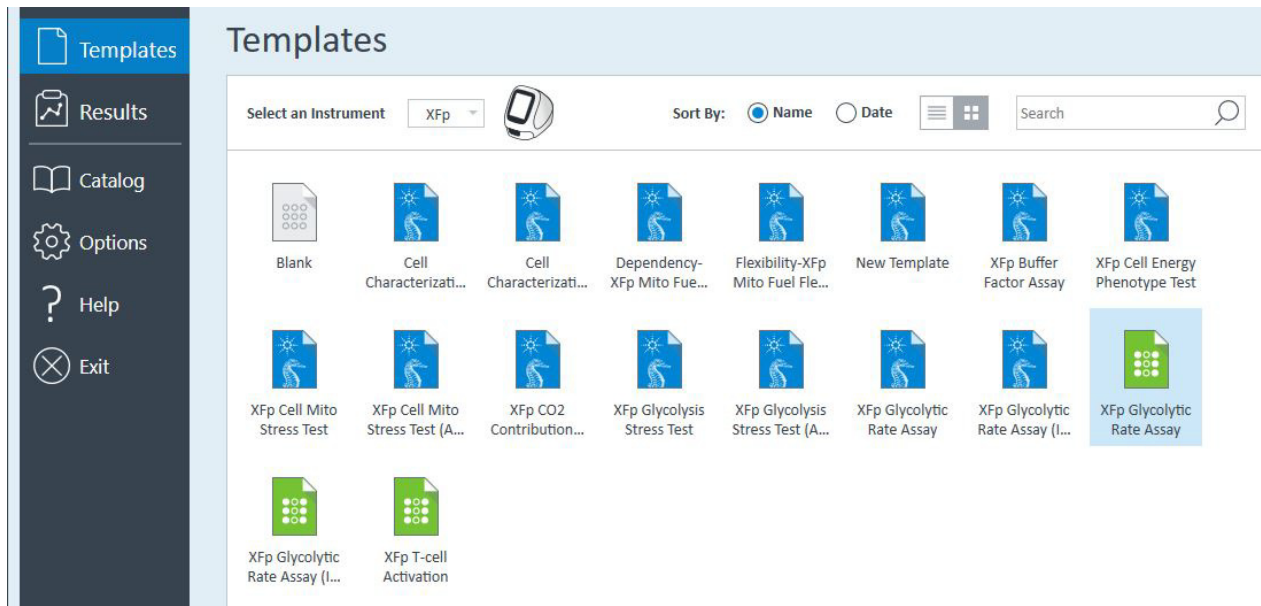 Templates
Results
Catalog
Options
Help
Exit
Templates
Select an Instrument XFp Sort By: Name Date Search
Blank
Cell
Characterizati...
Cell
Characterizati...
Dependency-
XFp Mito Fue...
Flexibility-XFp
Mito Fuel Fle...
New Template
XFp Buffer
Factor Assay
XFp Cell Energy
Phenotype Test
XFp Cell Mito
Stress Test
XFp Cell Mito
Stress Test (A...
XFp CO2
Contribution...
XFp Glycolysis
Stress Test
XFp Glycolysis
Stress Test (A...
XFp Glycolytic
Rate Assay
XFp Glycolytic
Rate Assay (I...
XFp Glycolytic
Rate Assay
XFp Glycolytic
Rate Assay (I...
XFp T-cell
Activation